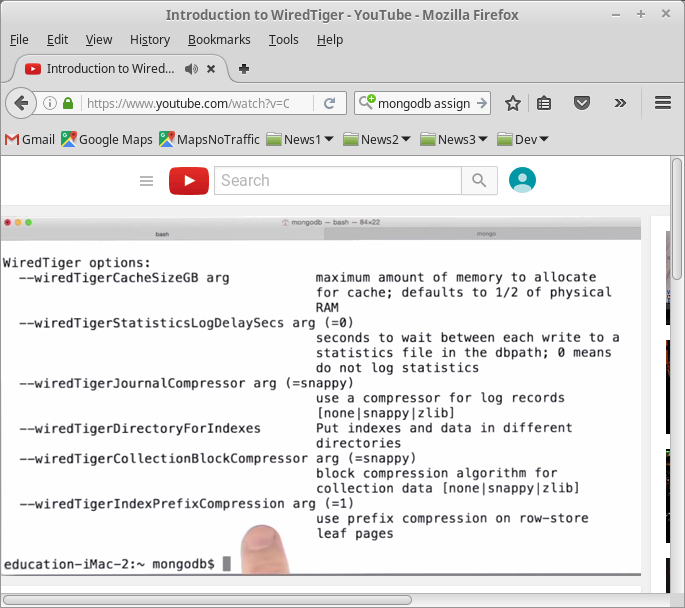 Introduction to WiredTiger - YouTube - Mozilla Firefox
File Edit View History Bookmarks Tools Help
Introduction to Wired...
https://www.youtube.com/watch?v=C
mongodb assign
Gmail Google Maps MapsNoTraffic News1 News2 News3 Dev
Search
mongodb — bash — 84×22
bash mongo
WiredTiger options:
--wiredTigerCacheSizeGB arg maximum amount of memory to allocate
for cache; defaults to 1/2 of physical
RAM
--wiredTigerStatisticsLogDelaySecs arg (=0)
seconds to wait between each write to a
statistics file in the dbpath; 0 means
do not log statistics
--wiredTigerJournalCompressor arg (=snappy)
use a compressor for log records
[none|snappy|zlib]
--wiredTigerDirectoryForIndexes Put indexes and data in different
directories
--wiredTigerCollectionBlockCompressor arg (=snappy)
block compression algorithm for
collection data [none|snappy|zlib]
--wiredTigerIndexPrefixCompression arg (=1)
use prefix compression on row-store
leaf pages
education-iMac-2:~ mongodb$